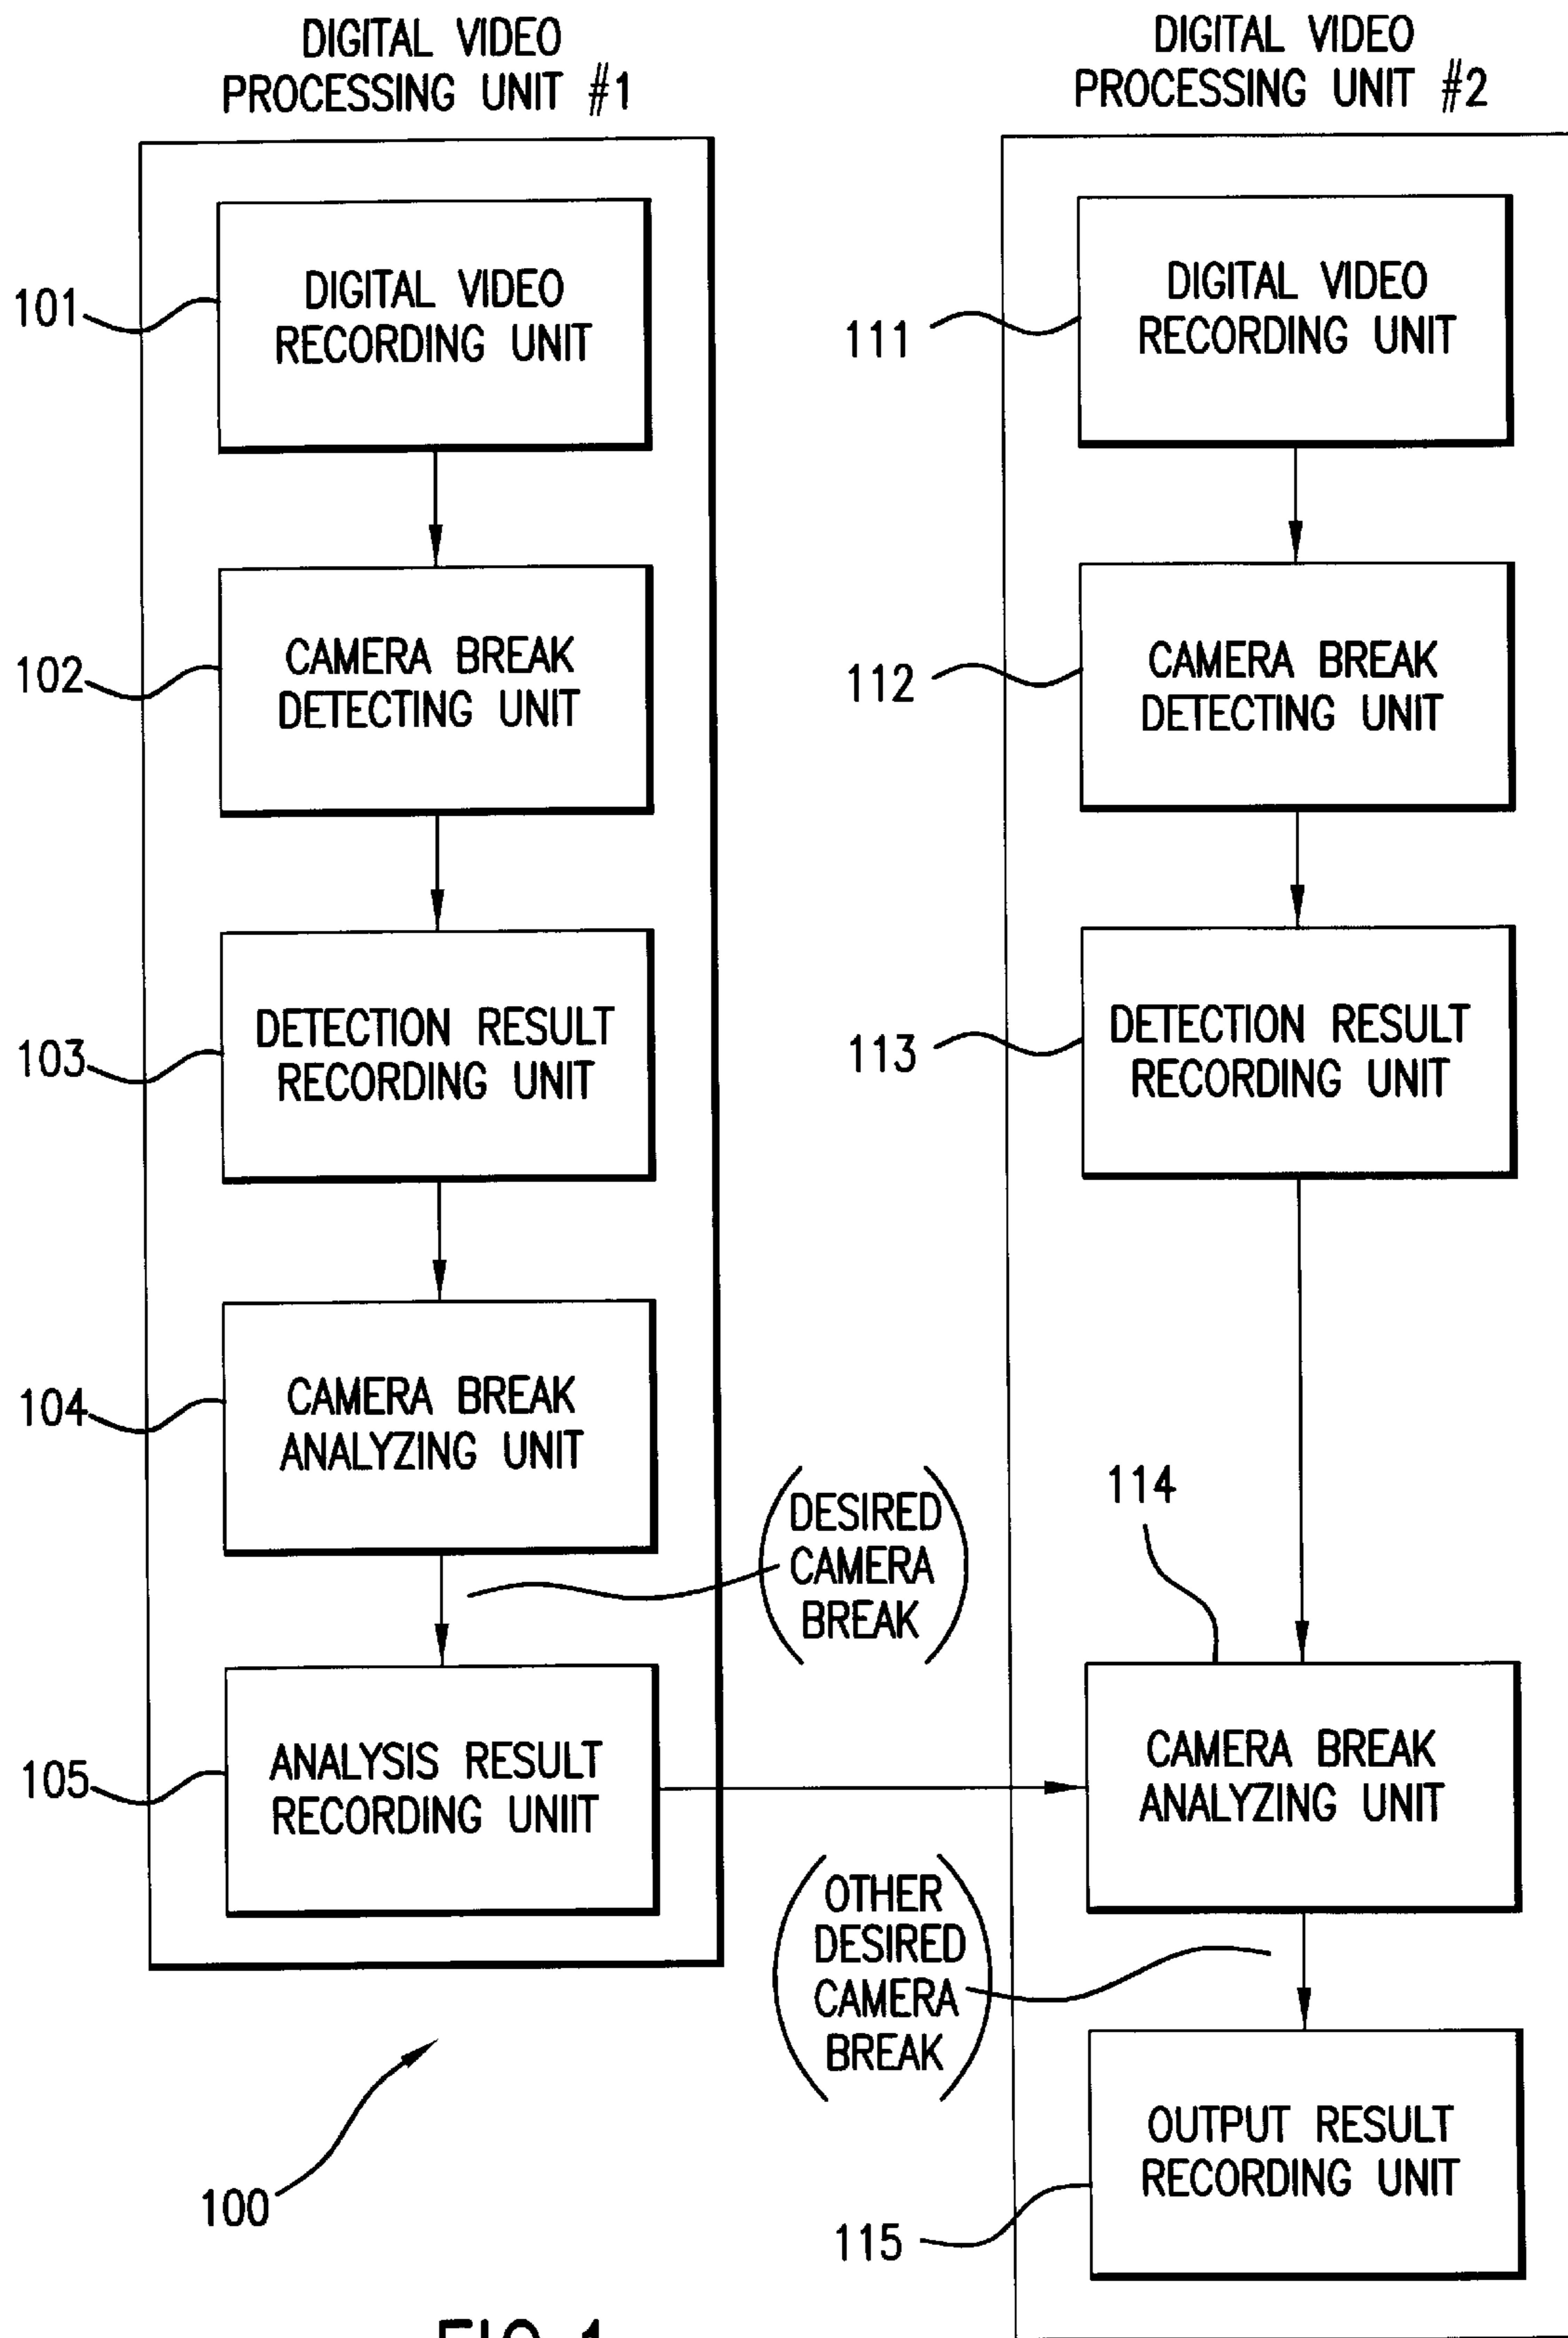 DIGITAL VIDEO
PROCESSING UNIT #1
101
DIGITAL VIDEO
RECORDING UNIT
102
CAMERA BREAK
DETECTING UNIT
103
DETECTION RESULT
RECORDING UNIT
104
CAMERA BREAK
ANALYZING UNIT
(DESIRED
CAMERA
BREAK)
105
ANALYSIS RESULT
RECORDING UNIIT
100
DIGITAL VIDEO
PROCESSING UNIT #2
111
DIGITAL VIDEO
RECORDING UNIT
112
CAMERA BREAK
DETECTING UNIT
113
DETECTION RESULT
RECORDING UNIT
114
CAMERA BREAK
ANALYZING UNIT
(OTHER
DESIRED
CAMERA
BREAK)
115
OUTPUT RESULT
RECORDING UNIT
FIG. 1